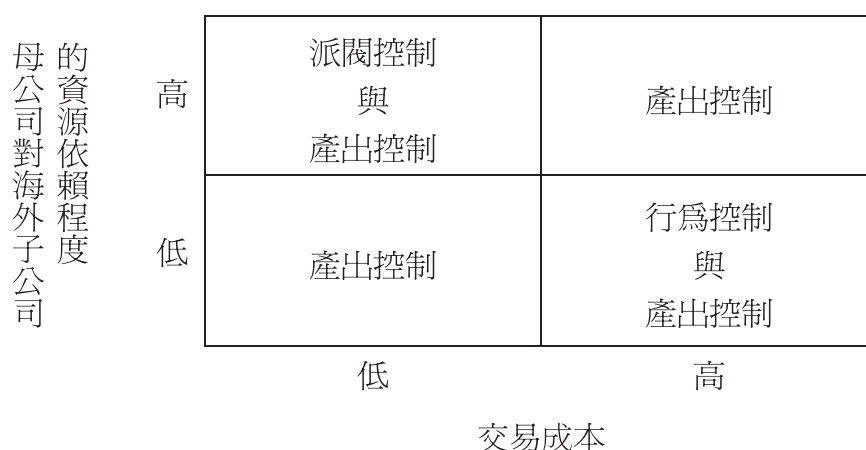 母公司對海外子公司
的資源依賴程度
高
派閥控制
與
產出控制
產出控制
低
產出控制
行爲控制
與
產出控制
低
高
交易成本